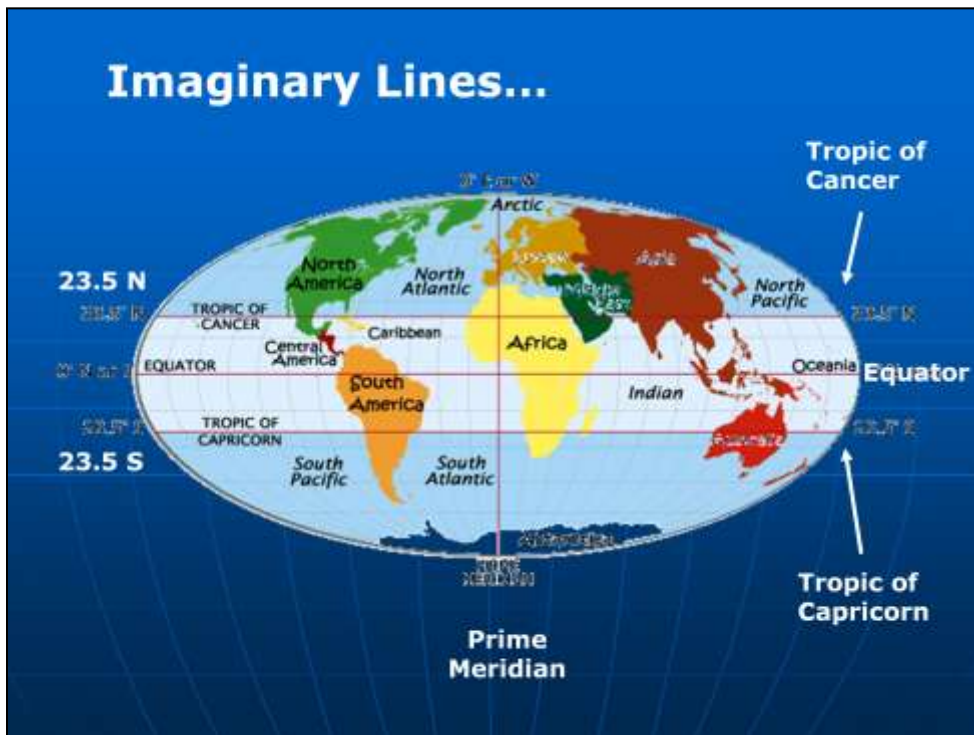 Imaginary Lines...
Tropic of
Cancer
Arctic
23.5 N
North
America
North
Atlantic
Asia
North
Pacific
TROPIC OF
CANCER
Caribbean
Central
America
Africa
EQUATOR
Oceania
Equator
South
America
Indian
TROPIC OF
CAPRICORN
23.5 S
South
Pacific
South
Atlantic
Australia
Antarctica
Tropic of
Capricorn
Prime
Meridian